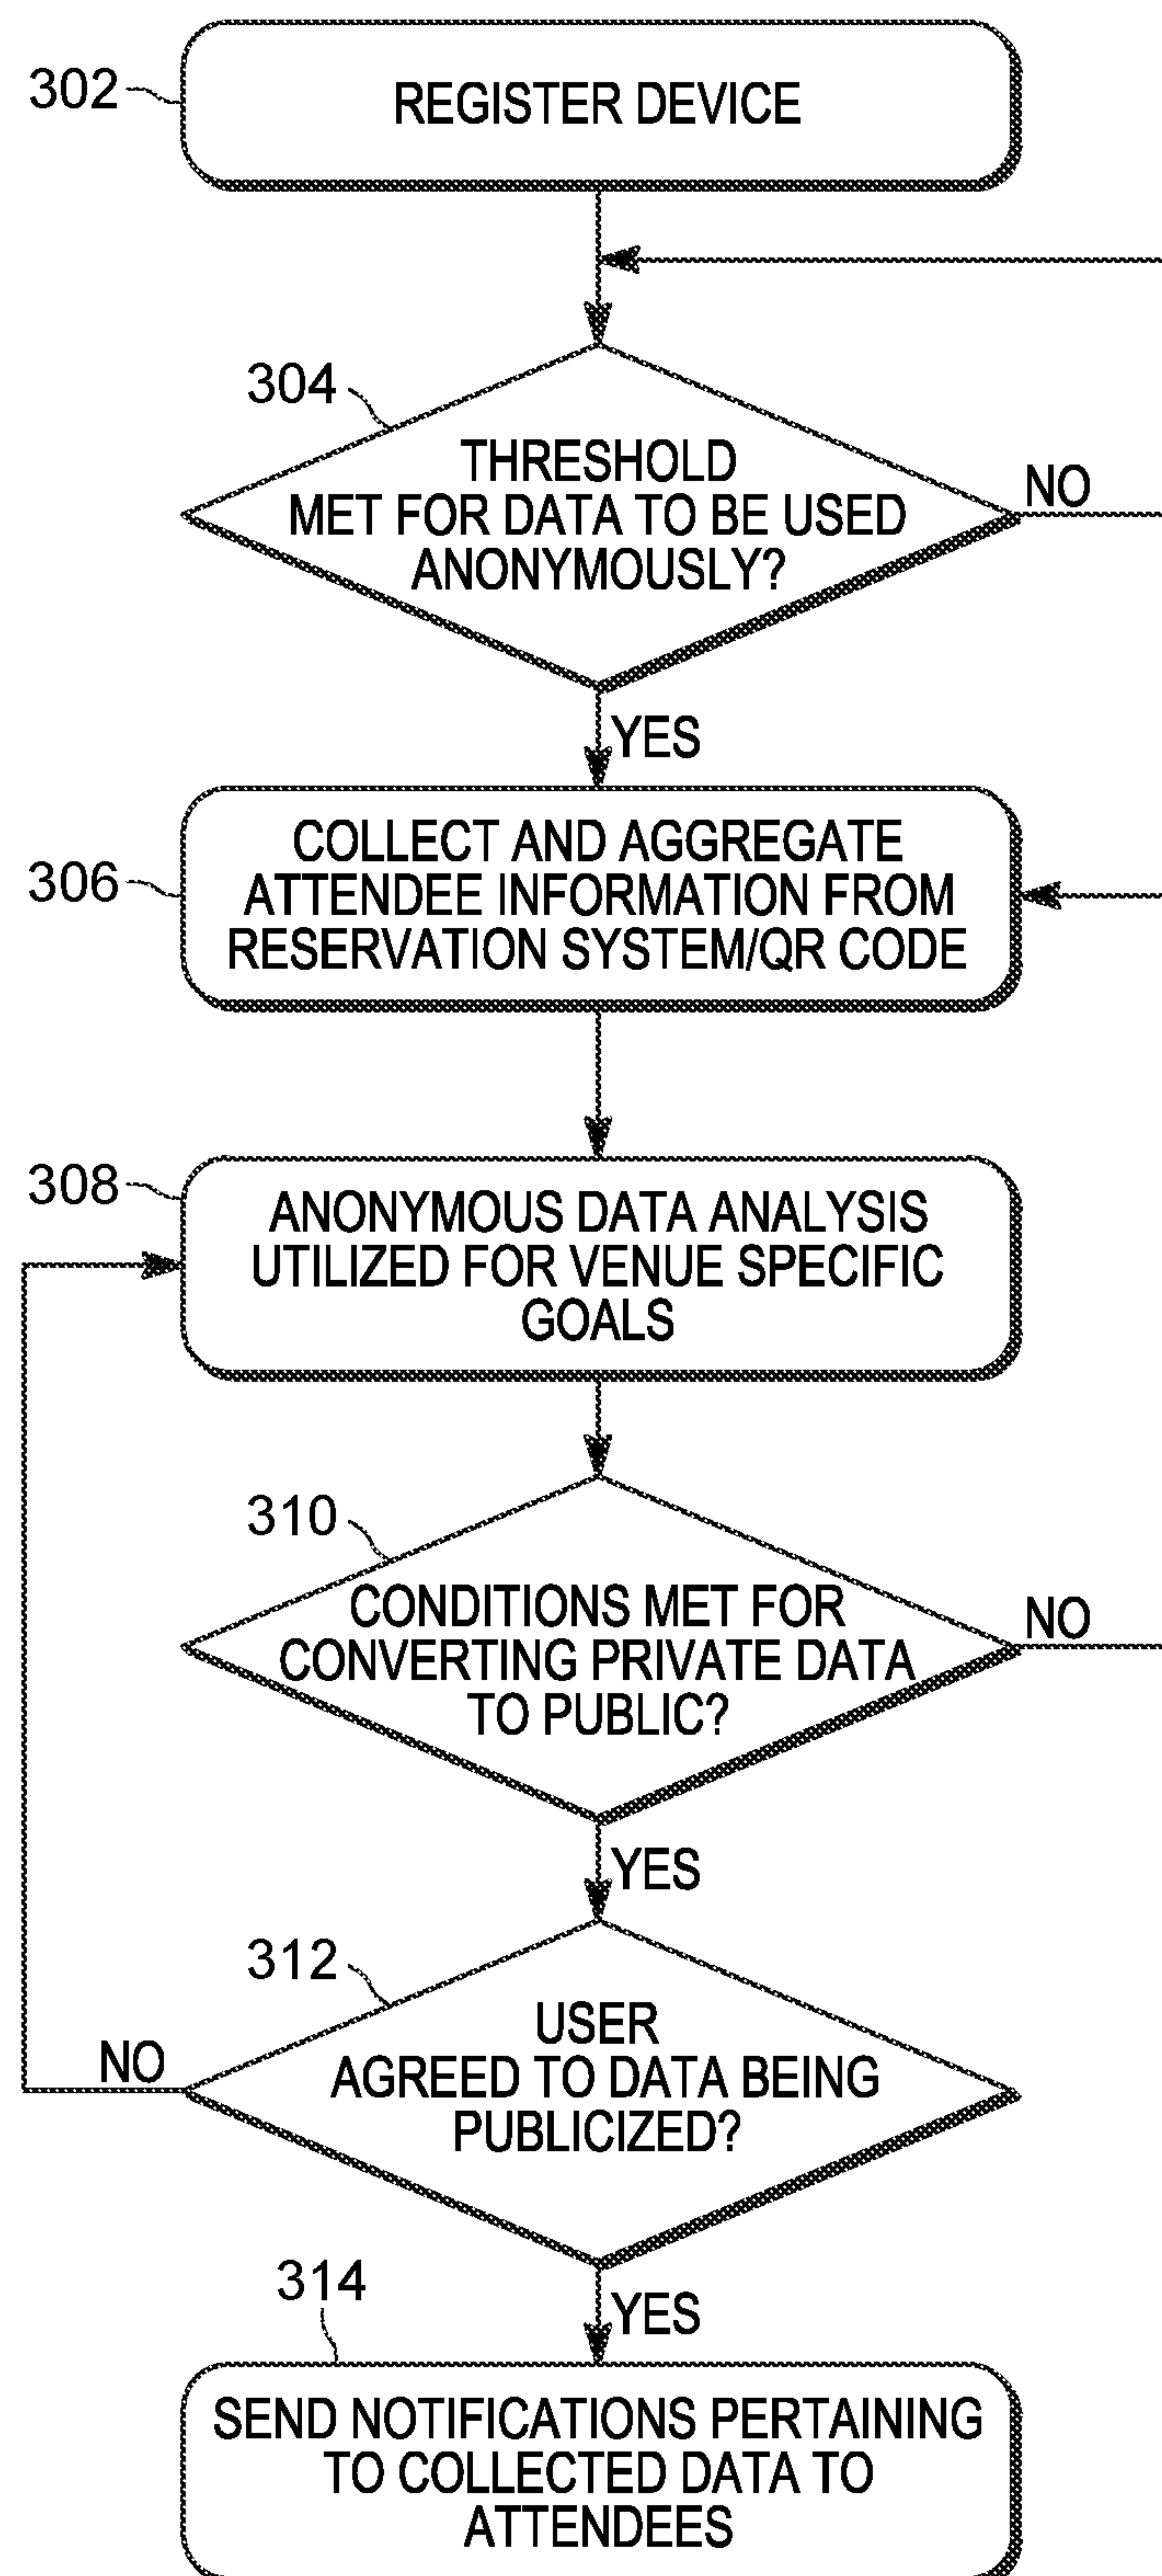 302
REGISTER DEVICE
304
THRESHOLD
MET FOR DATA TO BE USED
ANONYMOUSLY?
NO
YES
306
COLLECT AND AGGREGATE
ATTENDEE INFORMATION FROM
RESERVATION SYSTEM/QR CODE
308
ANONYMOUS DATA ANALYSIS
UTILIZED FOR VENUE SPECIFIC
GOALS
310
CONDITIONS MET FOR
CONVERTING PRIVATE DATA
TO PUBLIC?
NO
YES
312
USER
AGREED TO DATA BEING
PUBLICIZED?
NO
YES
314
SEND NOTIFICATIONS PERTAINING
TO COLLECTED DATA TO
ATTENDEES